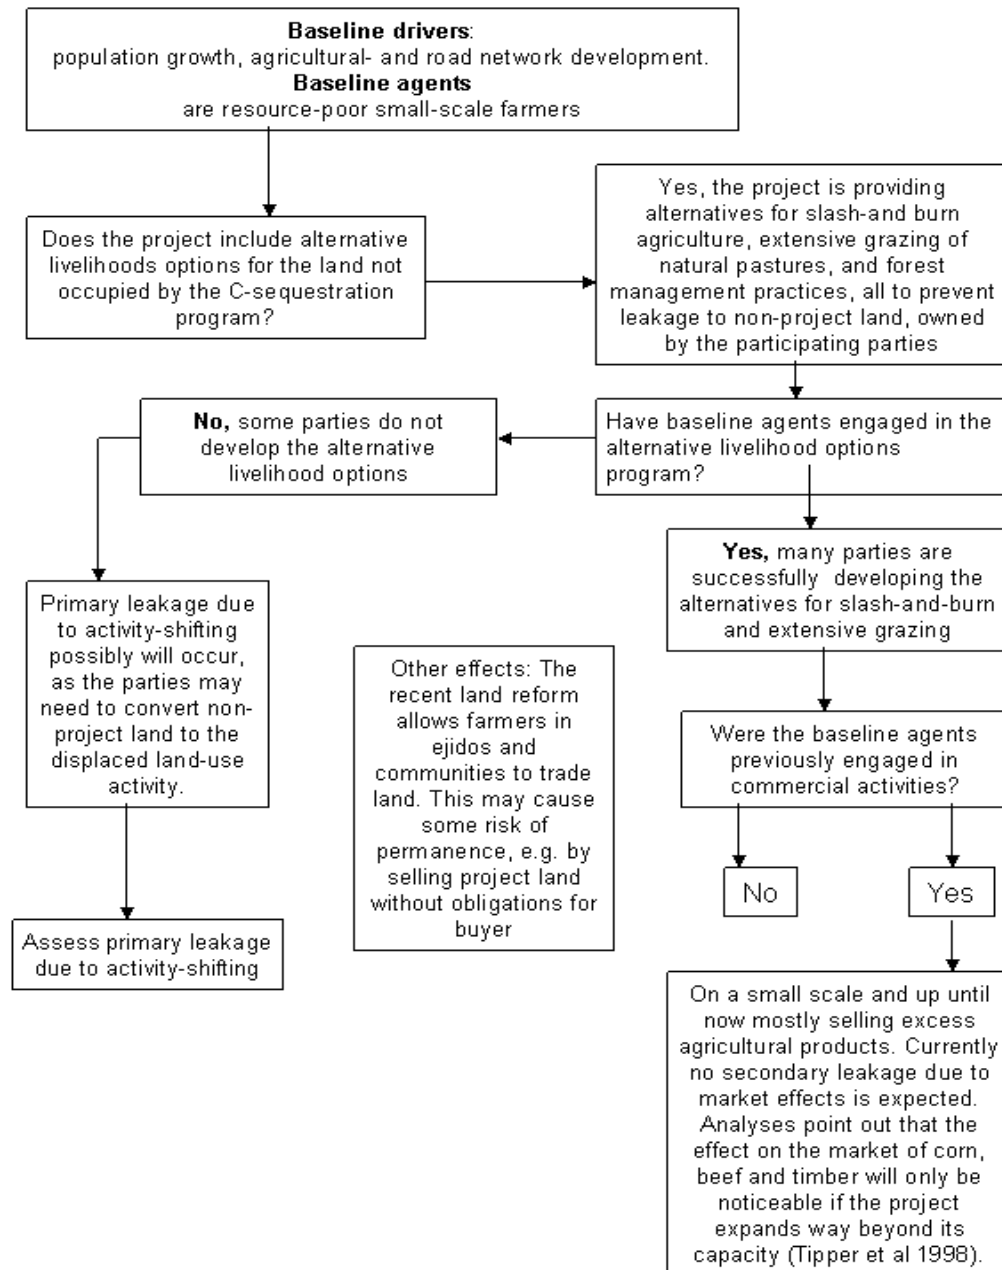 Baseline drivers:
population growth, agricultural- and road network development.
Baseline agents
are resource-poor small-scale farmers
Does the project include alternative
livelihoods options for the land not
occupied by the C-sequestration
program?
Yes, the project is providing
alternatives for slash-and burn
agriculture, extensive grazing of
natural pastures, and forest
management practices, all to prevent
leakage to non-project land, owned
by the participating parties
Have baseline agents engaged in the
alternative livelihood options
program?
No, some parties do not
develop the alternative
livelihood options
Primary leakage due
to activity-shifting
possibly will occur,
as the parties may
need to convert non-
project land to the
displaced land-use
activity.
Assess primary leakage
due to activity-shifting
Other effects: The
recent land reform
allows farmers in
ejidos and
communities to trade
land. This may cause
some risk of
permanence, e.g. by
selling project land
without obligations for
buyer
Yes, many parties are
successfully developing the
alternatives for slash-and-burn
and extensive grazing
Were the baseline agents
previously engaged in
commercial activities?
No
Yes
On a small scale and up until
now mostly selling excess
agricultural products. Currently
no secondary leakage due to
market effects is expected.
Analyses point out that the
effect on the market of corn,
beef and timber will only be
noticeable if the project
expands way beyond its
capacity (Tipper et al 1998).